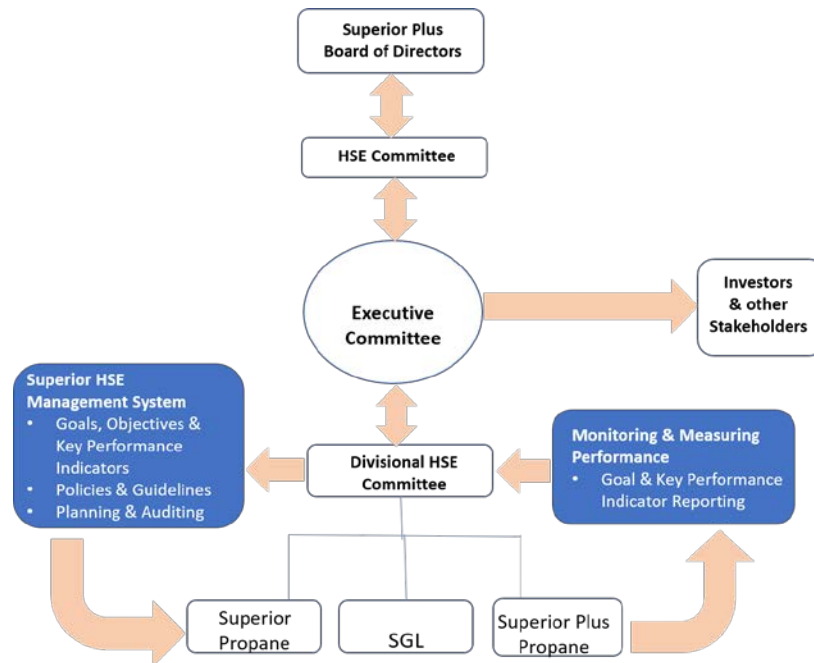 Superior Plus
Board of Directors
HSE Committee
Executive
Committee
Investors
& other
Stakeholders
Superior HSE
Management System
• Goals, Objectives &
Key Performance
Indicators
• Policies & Guidelines
• Planning & Auditing
Divisional HSE
Committee
Monitoring & Measuring
Performance
• Goal & Key Performance
Indicator Reporting
Superior
Propane
SGL
Superior Plus
Propane